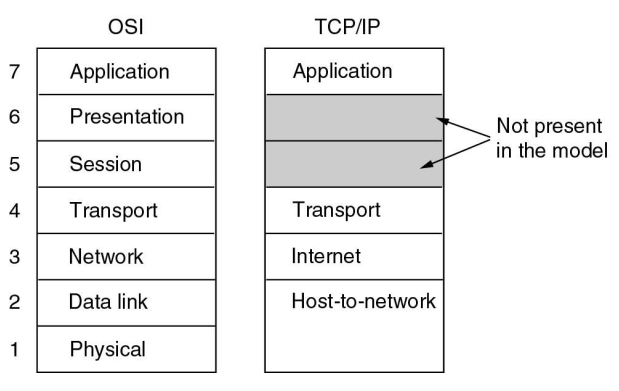 OSI TCP/IP
7 Application Application
6 Presentation
Not present
in the model
5 Session
4 Transport Transport
3 Network Internet
2 Data link Host-to-network
1 Physical